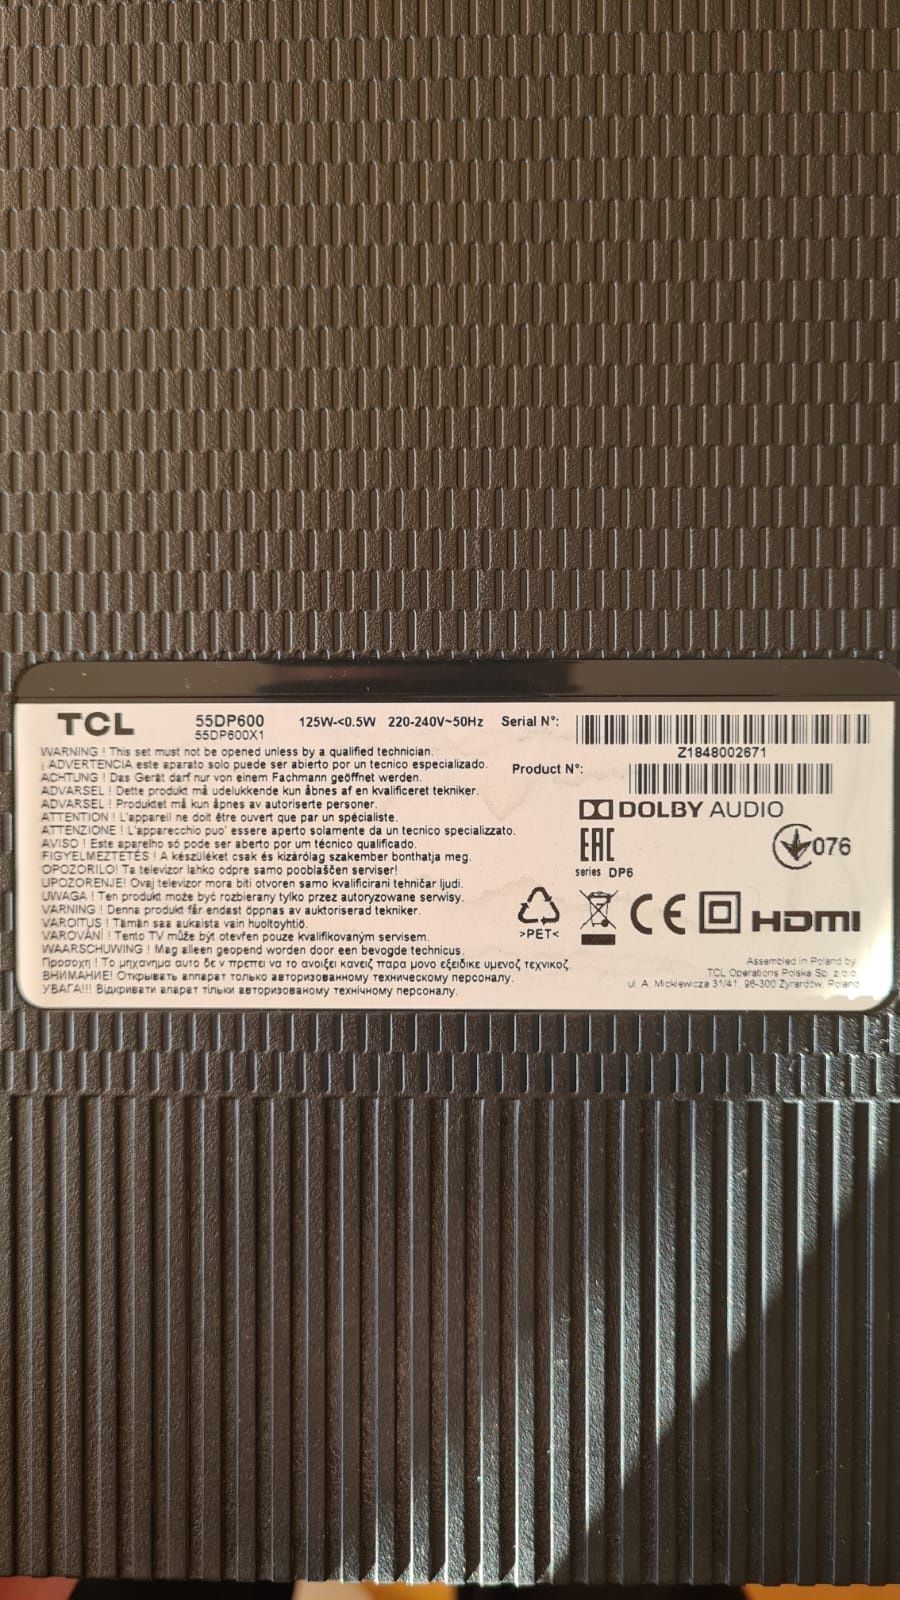 TCL 55DP600 125W-<0.5W 220-240V~50Hz Serial N°:
55DP600X1
Z1848002671
Product N°:
WARNING ! This set must not be opened unless by a qualified technician.
¡ ADVERTENCIA este aparato solo puede ser abierto por un tecnico especializado.
ACHTUNG ! Das Gerät darf nur von einem Fachmann geöffnet werden.
ADVARSEL ! Dette produkt må udelukkende kun åbnes af en kvalificeret tekniker.
ADVARSEL ! Produktet må kun åpnes av autoriserte personer.
ATTENTION ! L'appareil ne doit être ouvert que par un spécialiste.
ATTENZIONE ! L'apparecchio puo' essere aperto solamente da un tecnico specializzato.
AVISO ! Este aparelho só pode ser aberto por um técnico qualificado.
FIGYELMEZTETÉS ! A készüléket csak és kizárólag szakember bonthatja meg.
OPOZORILO! Ta televizor lahko odpre samo pooblaščen serviser!
UPOZORENJE! Ovaj televizor mora biti otvoren samo kvalificirani tehničar ljudi.
UWAGA ! Ten produkt może być rozbierany tylko przez autoryzowane serwisy.
VARNING ! Denna produkt får endast öppnas av auktoriserad tekniker.
VAROITUS ! Tämän saa aukaista vain huoltoyhtiö.
VAROVÁNÍ ! Tento TV může být otevřen pouze kvalifikovaným servisem.
WAARSCHUWING ! Mag alleen geopend worden door een bevogde technicus.
Προσοχη ! Το μηχανημα αυτο δε ν πρεπει να το ανοιξει κανεις παρα μονο εξειδικε υμενος τεχνικος.
ВНИМАНИЕ! Открывать аппарат только авторизованному техническому персоналу.
УВАГА!!! Відкривати апарат тільки авторизованому технічному персоналу.
DOLBY AUDIO
EAC
076
series DP6
>PET<
CE
HDMI
Assembled in Poland by
TCL Operations Polska Sp. z o.o.
ul. A. Mickiewicza 31/41, 96-300 Żyrardów, Poland